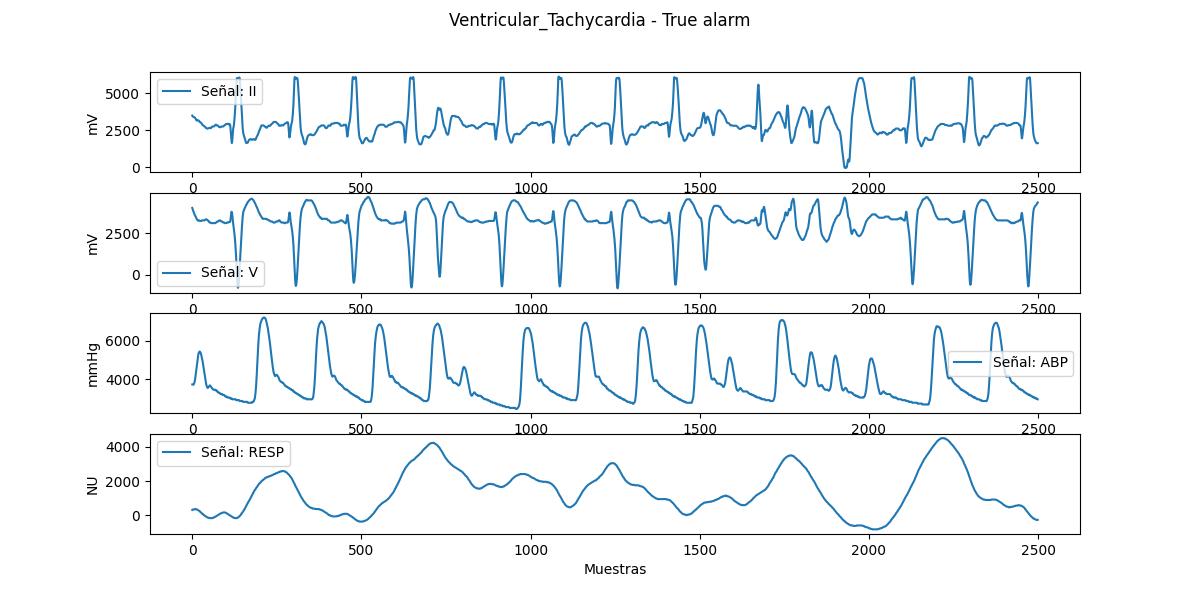 Ventricular_Tachycardia - True alarm
5000
2500
0
mV
Señal: II
0 500 1000 1500 2000 2500
2500
0
mV
Señal: V
0 500 1000 1500 2000 2500
6000
4000
mmHg
Señal: ABP
0 500 1000 1500 2000 2500
4000
2000
0
NU
Señal: RESP
0 500 1000 1500 2000 2500
Muestras